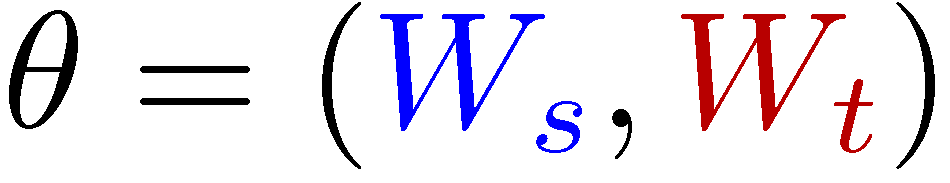 θ = (W_s, W_t)